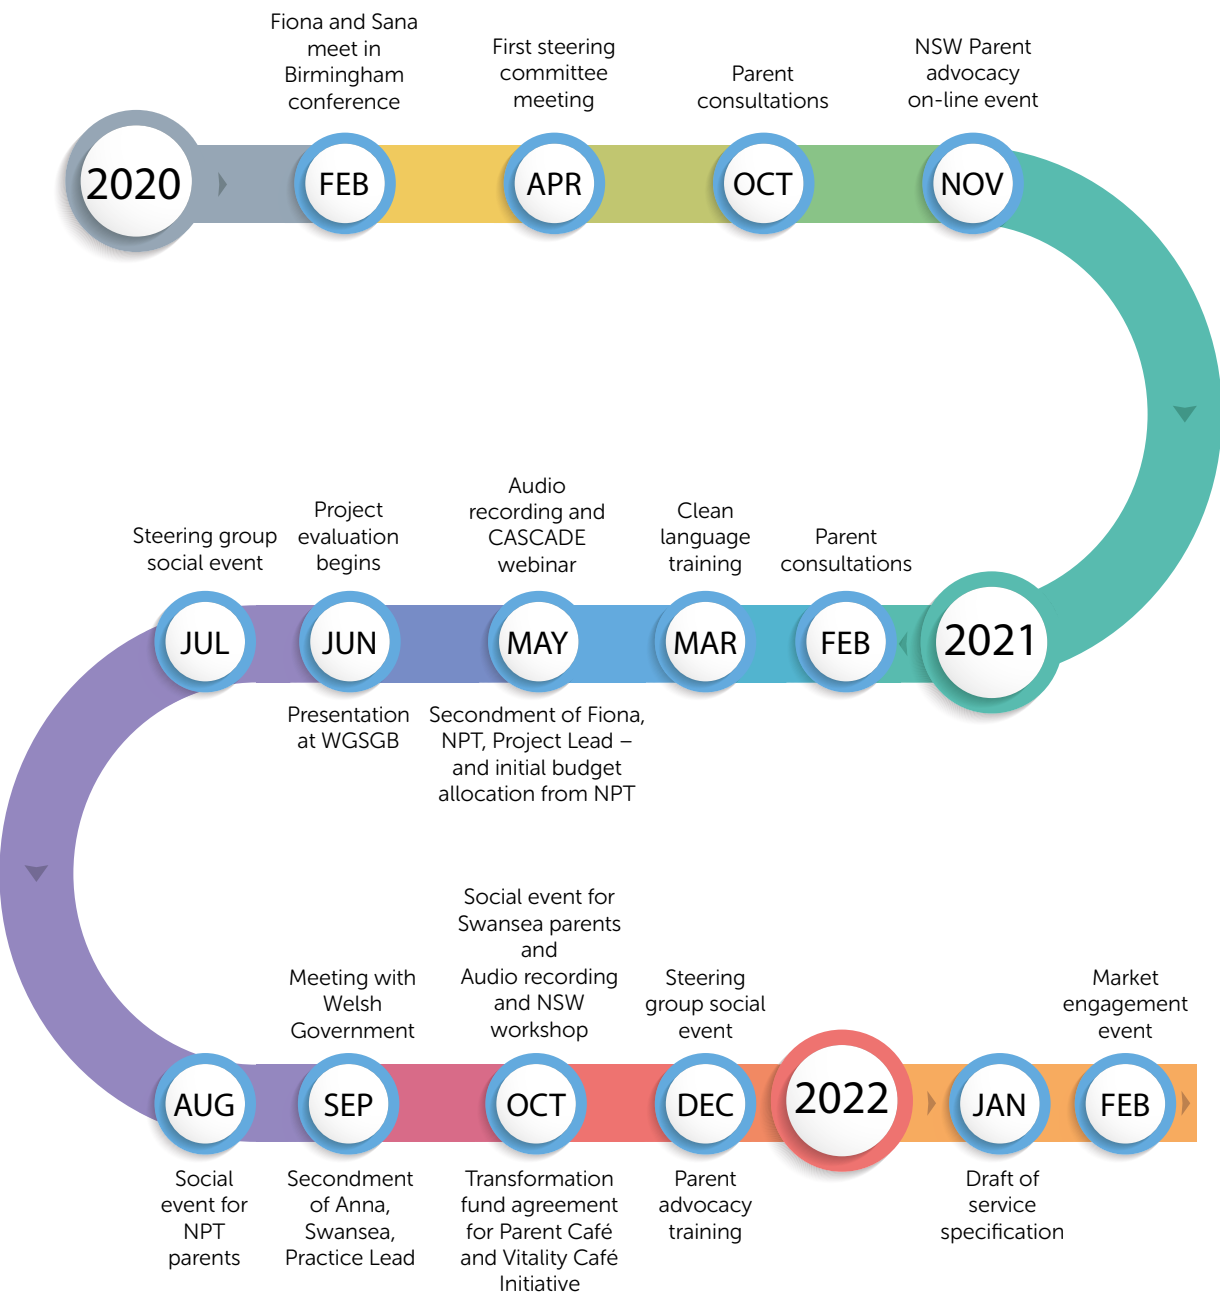 Fiona and Sana
meet in
Birmingham
conference
First steering
committee
meeting
Parent
consultations
NSW Parent
advocacy
on-line event
2020
FEB
APR
OCT
NOV
Steering group
social event
Project
evaluation
begins
Audio
recording and
CASCADE
webinar
Clean
language
training
Parent
consultations
JUL
JUN
MAY
MAR
FEB
2021
Presentation
at WGSGB
Secondment of Fiona,
NPT, Project Lead –
and initial budget
allocation from NPT
Meeting with
Welsh
Government
Social event for
Swansea parents
and
Audio recording
and NSW
workshop
Steering
group social
event
Market
engagement
event
AUG
SEP
OCT
DEC
2022
JAN
FEB
Social
event for
NPT
parents
Secondment
of Anna,
Swansea,
Practice Lead
Transformation
fund agreement
for Parent Café
and Vitality Café
Initiative
Parent
advocacy
training
Draft of
service
specification